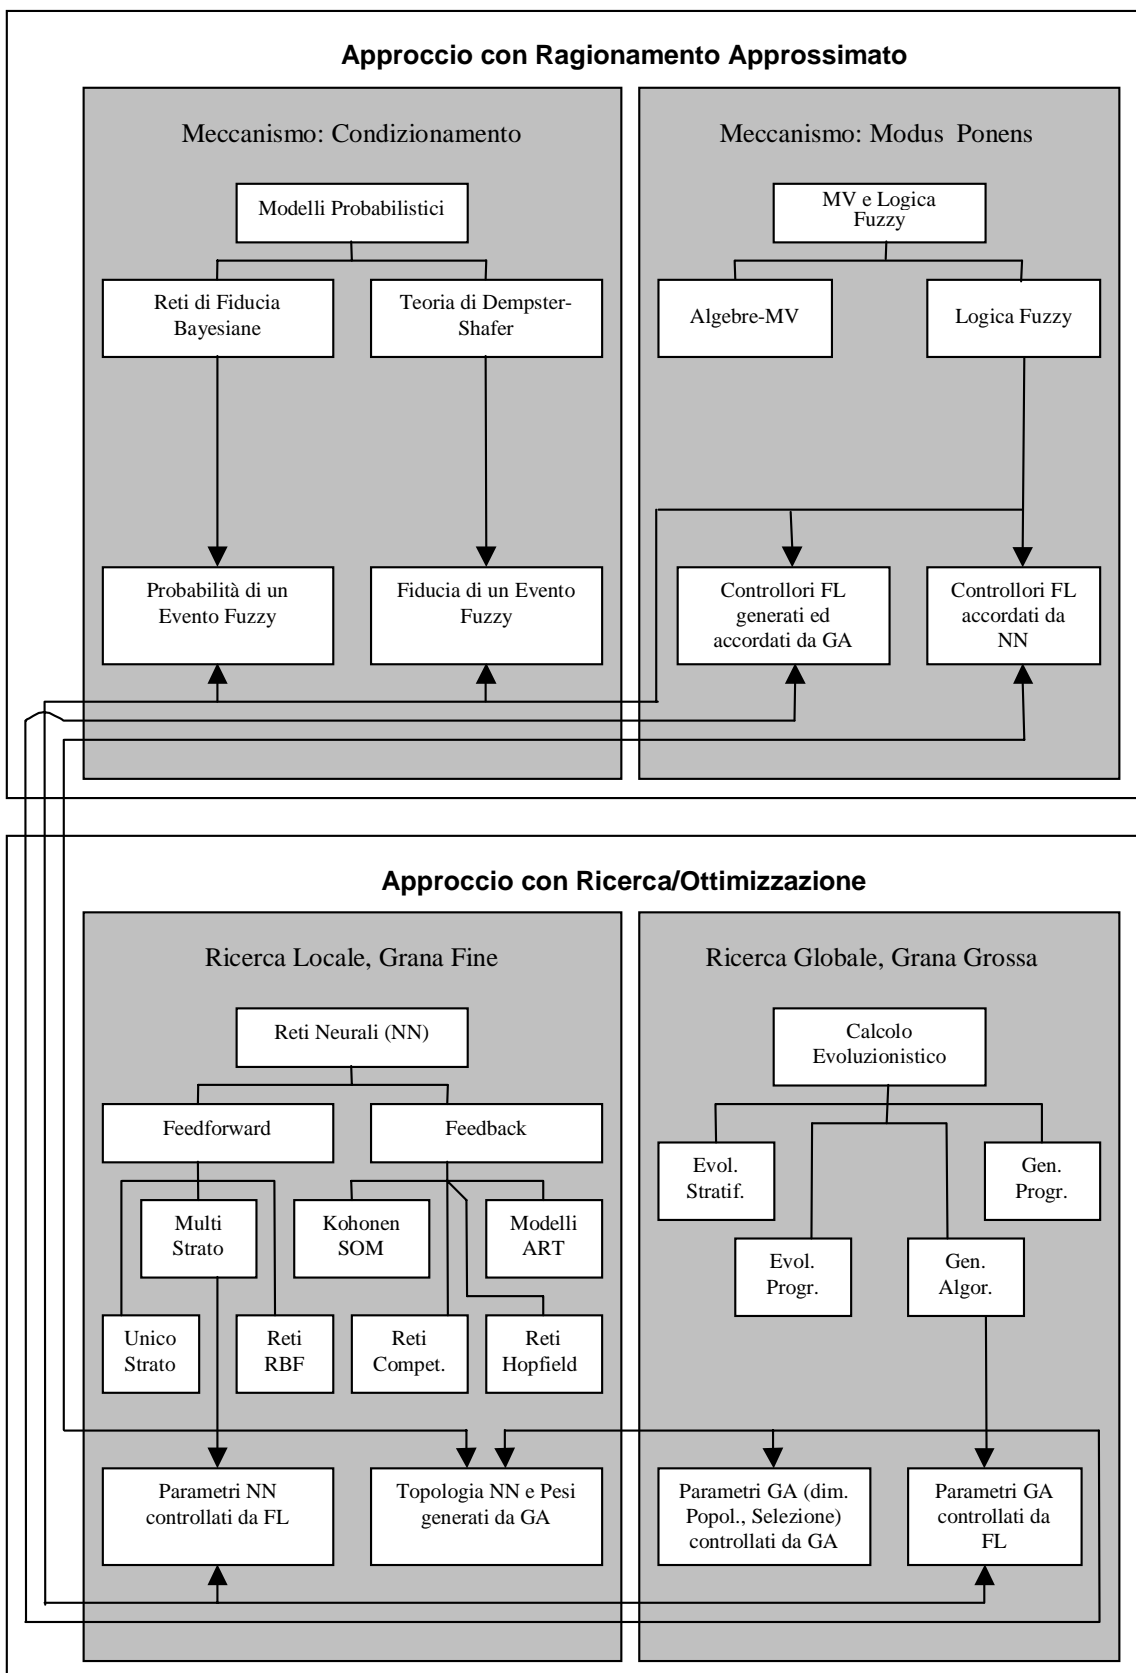 Approccio con Ragionamento Approssimato
Meccanismo: Condizionamento
Modelli Probabilistici
Reti di Fiducia
Bayesiane
Teoria di Dempster-
Shafer
Probabilità di un
Evento Fuzzy
Fiducia di un Evento
Fuzzy
Meccanismo: Modus Ponens
MV e Logica
Fuzzy
Algebre-MV
Logica Fuzzy
Controllori FL
generati ed
accordati da GA
Controllori FL
accordati da
NN
Approccio con Ricerca/Ottimizzazione
Ricerca Locale, Grana Fine
Reti Neurali (NN)
Feedforward
Feedback
Multi
Strato
Kohonen
SOM
Modelli
ART
Unico
Strato
Reti
RBF
Reti
Compet.
Reti
Hopfield
Parametri NN
controllati da FL
Topologia NN e Pesi
generati da GA
Ricerca Globale, Grana Grossa
Calcolo
Evoluzionistico
Evol.
Stratif.
Gen.
Progr.
Evol.
Progr.
Gen.
Algor.
Parametri GA (dim.
Popol., Selezione)
controllati da GA
Parametri GA
controllati da
FL